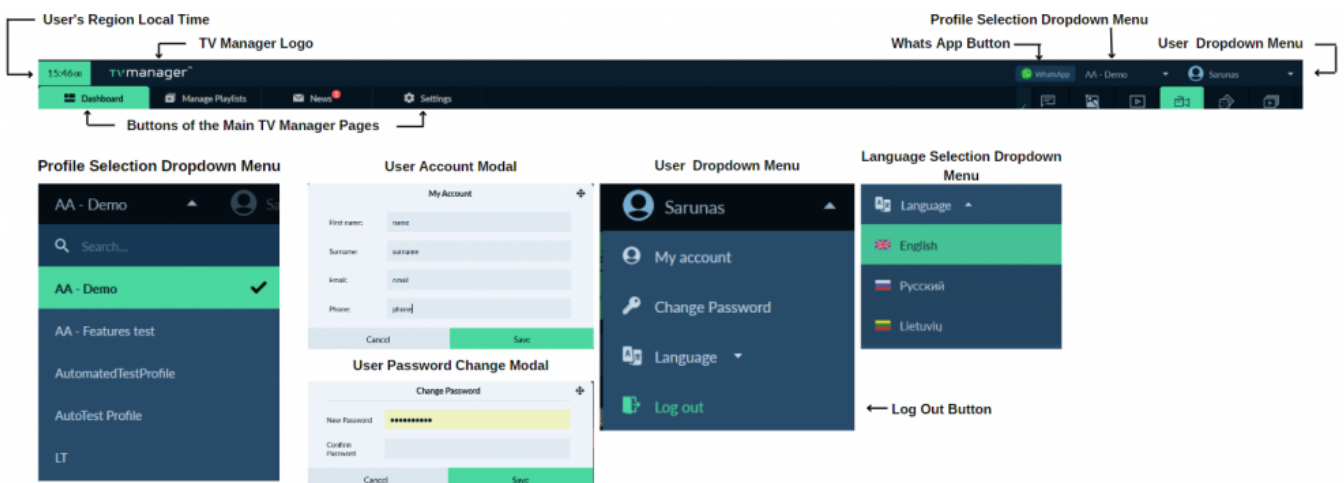 User's Region Local Time
Profile Selection Dropdown Menu
TV Manager Logo
Whats App Button
User Dropdown Menu
15:46:00
TVmanager
WhatsApp
AA - Demo
Sarunas
Dashboard
Manage Playlists
News
Settings
Buttons of the Main TV Manager Pages
Profile Selection Dropdown Menu
AA - Demo
Sa
Search...
AA - Demo
AA - Features test
AutomatedTestProfile
AutoTest Profile
LT
User Account Modal
My Account
First name:
name
Surname:
surname
Email:
email
Phone:
phone
Cancel
Save
User Password Change Modal
Change Password
New Password
Confirm
Password
Cancel
Save
User Dropdown Menu
Sarunas
My account
Change Password
Language
Log out
Language Selection Dropdown
Menu
Language
English
Русский
Lietuvių
Log Out Button